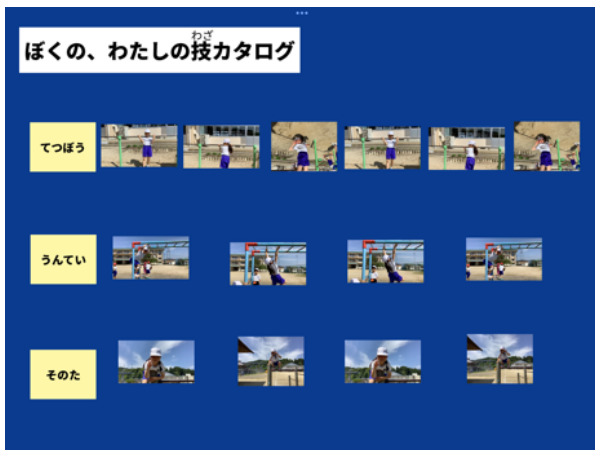 ぼくの、わたしの技カタログ
わざ
てつぼう
うんてい
そのた